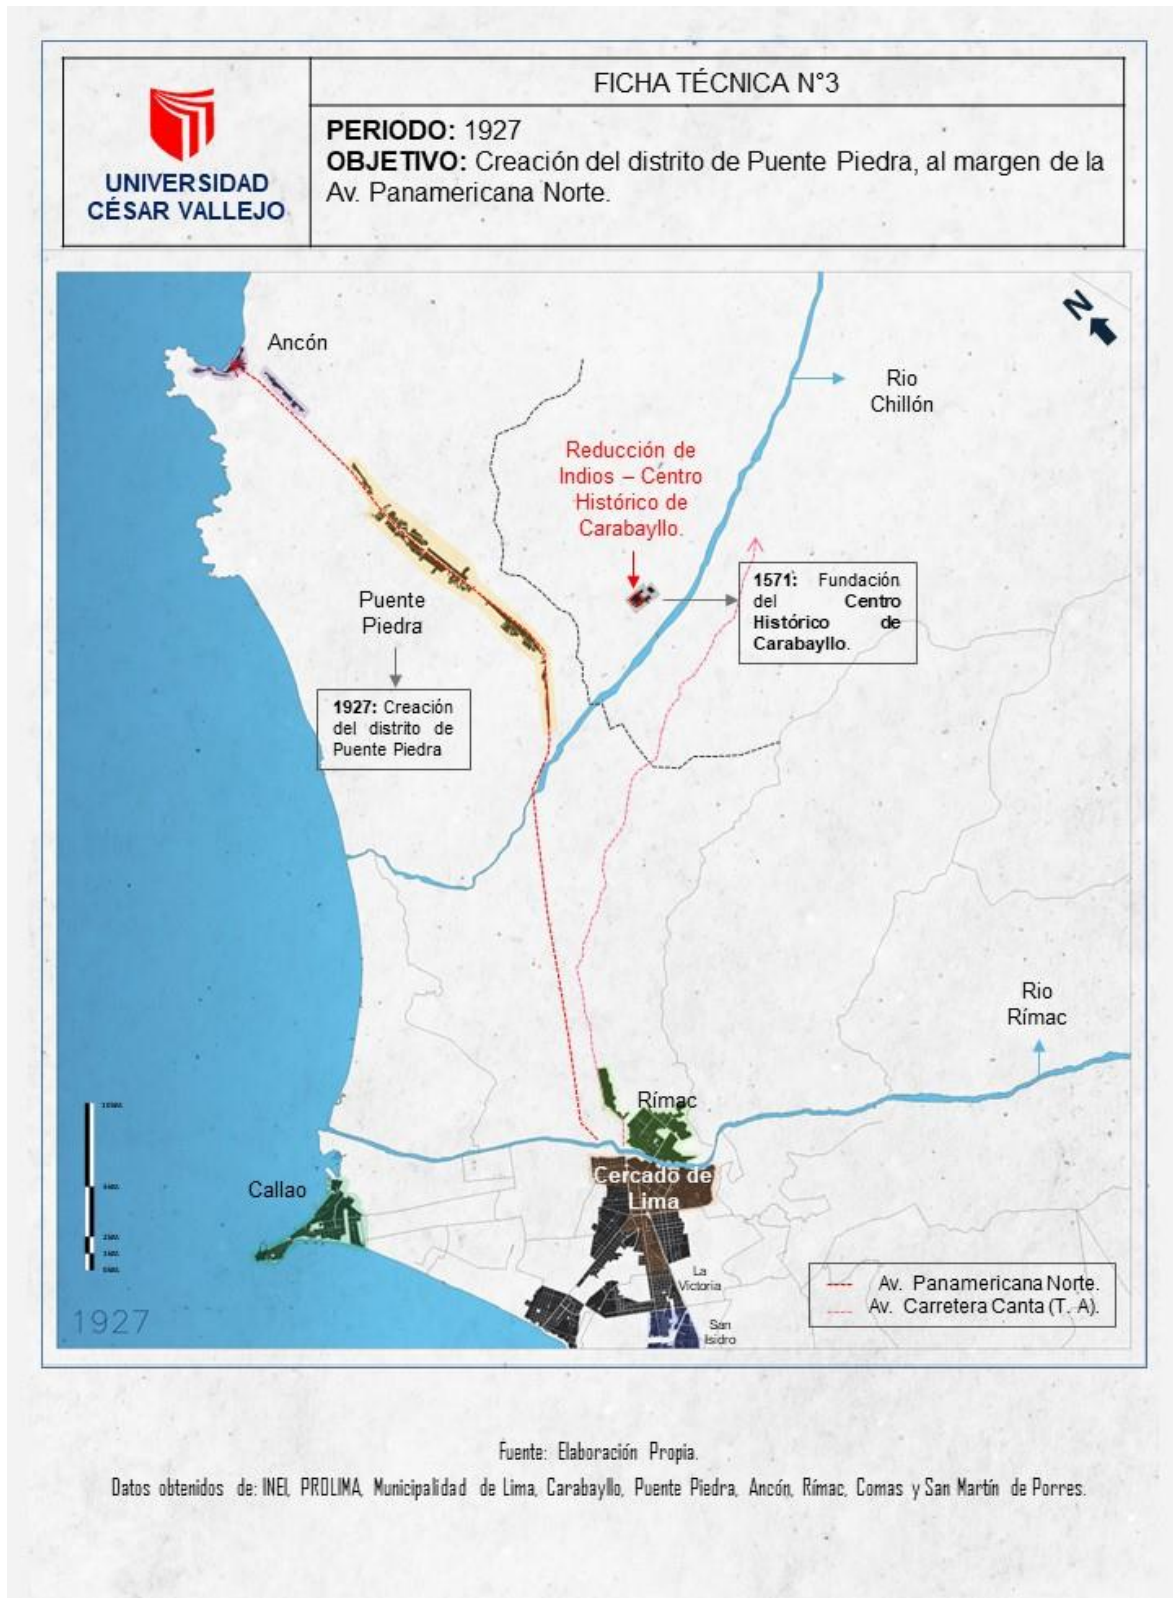 FICHA TÉCNICA N°3
UNIVERSIDAD
CÉSAR VALLEJO
PERIODO: 1927
OBJETIVO: Creación del distrito de Puente Piedra, al margen de la
Av. Panamericana Norte.
N
Ancón
Rio
Chillón
Reducción de
Indios – Centro
Histórico de
Carabayllo.
1571: Fundación
del Centro
Histórico de
Carabayllo.
Puente
Piedra
1927: Creación
del distrito de
Puente Piedra
Rio
Rímac
Rímac
Cercado de
Lima
Callao
La
Victoria
San
Isidro
Av. Panamericana Norte.
Av. Carretera Canta (T. A).
1927
Fuente: Elaboración Propia.
Datos obtenidos de: INEI, PROLIMA, Municipalidad de Lima, Carabayllo, Puente Piedra, Ancón, Rímac, Comas y San Martín de Porres.